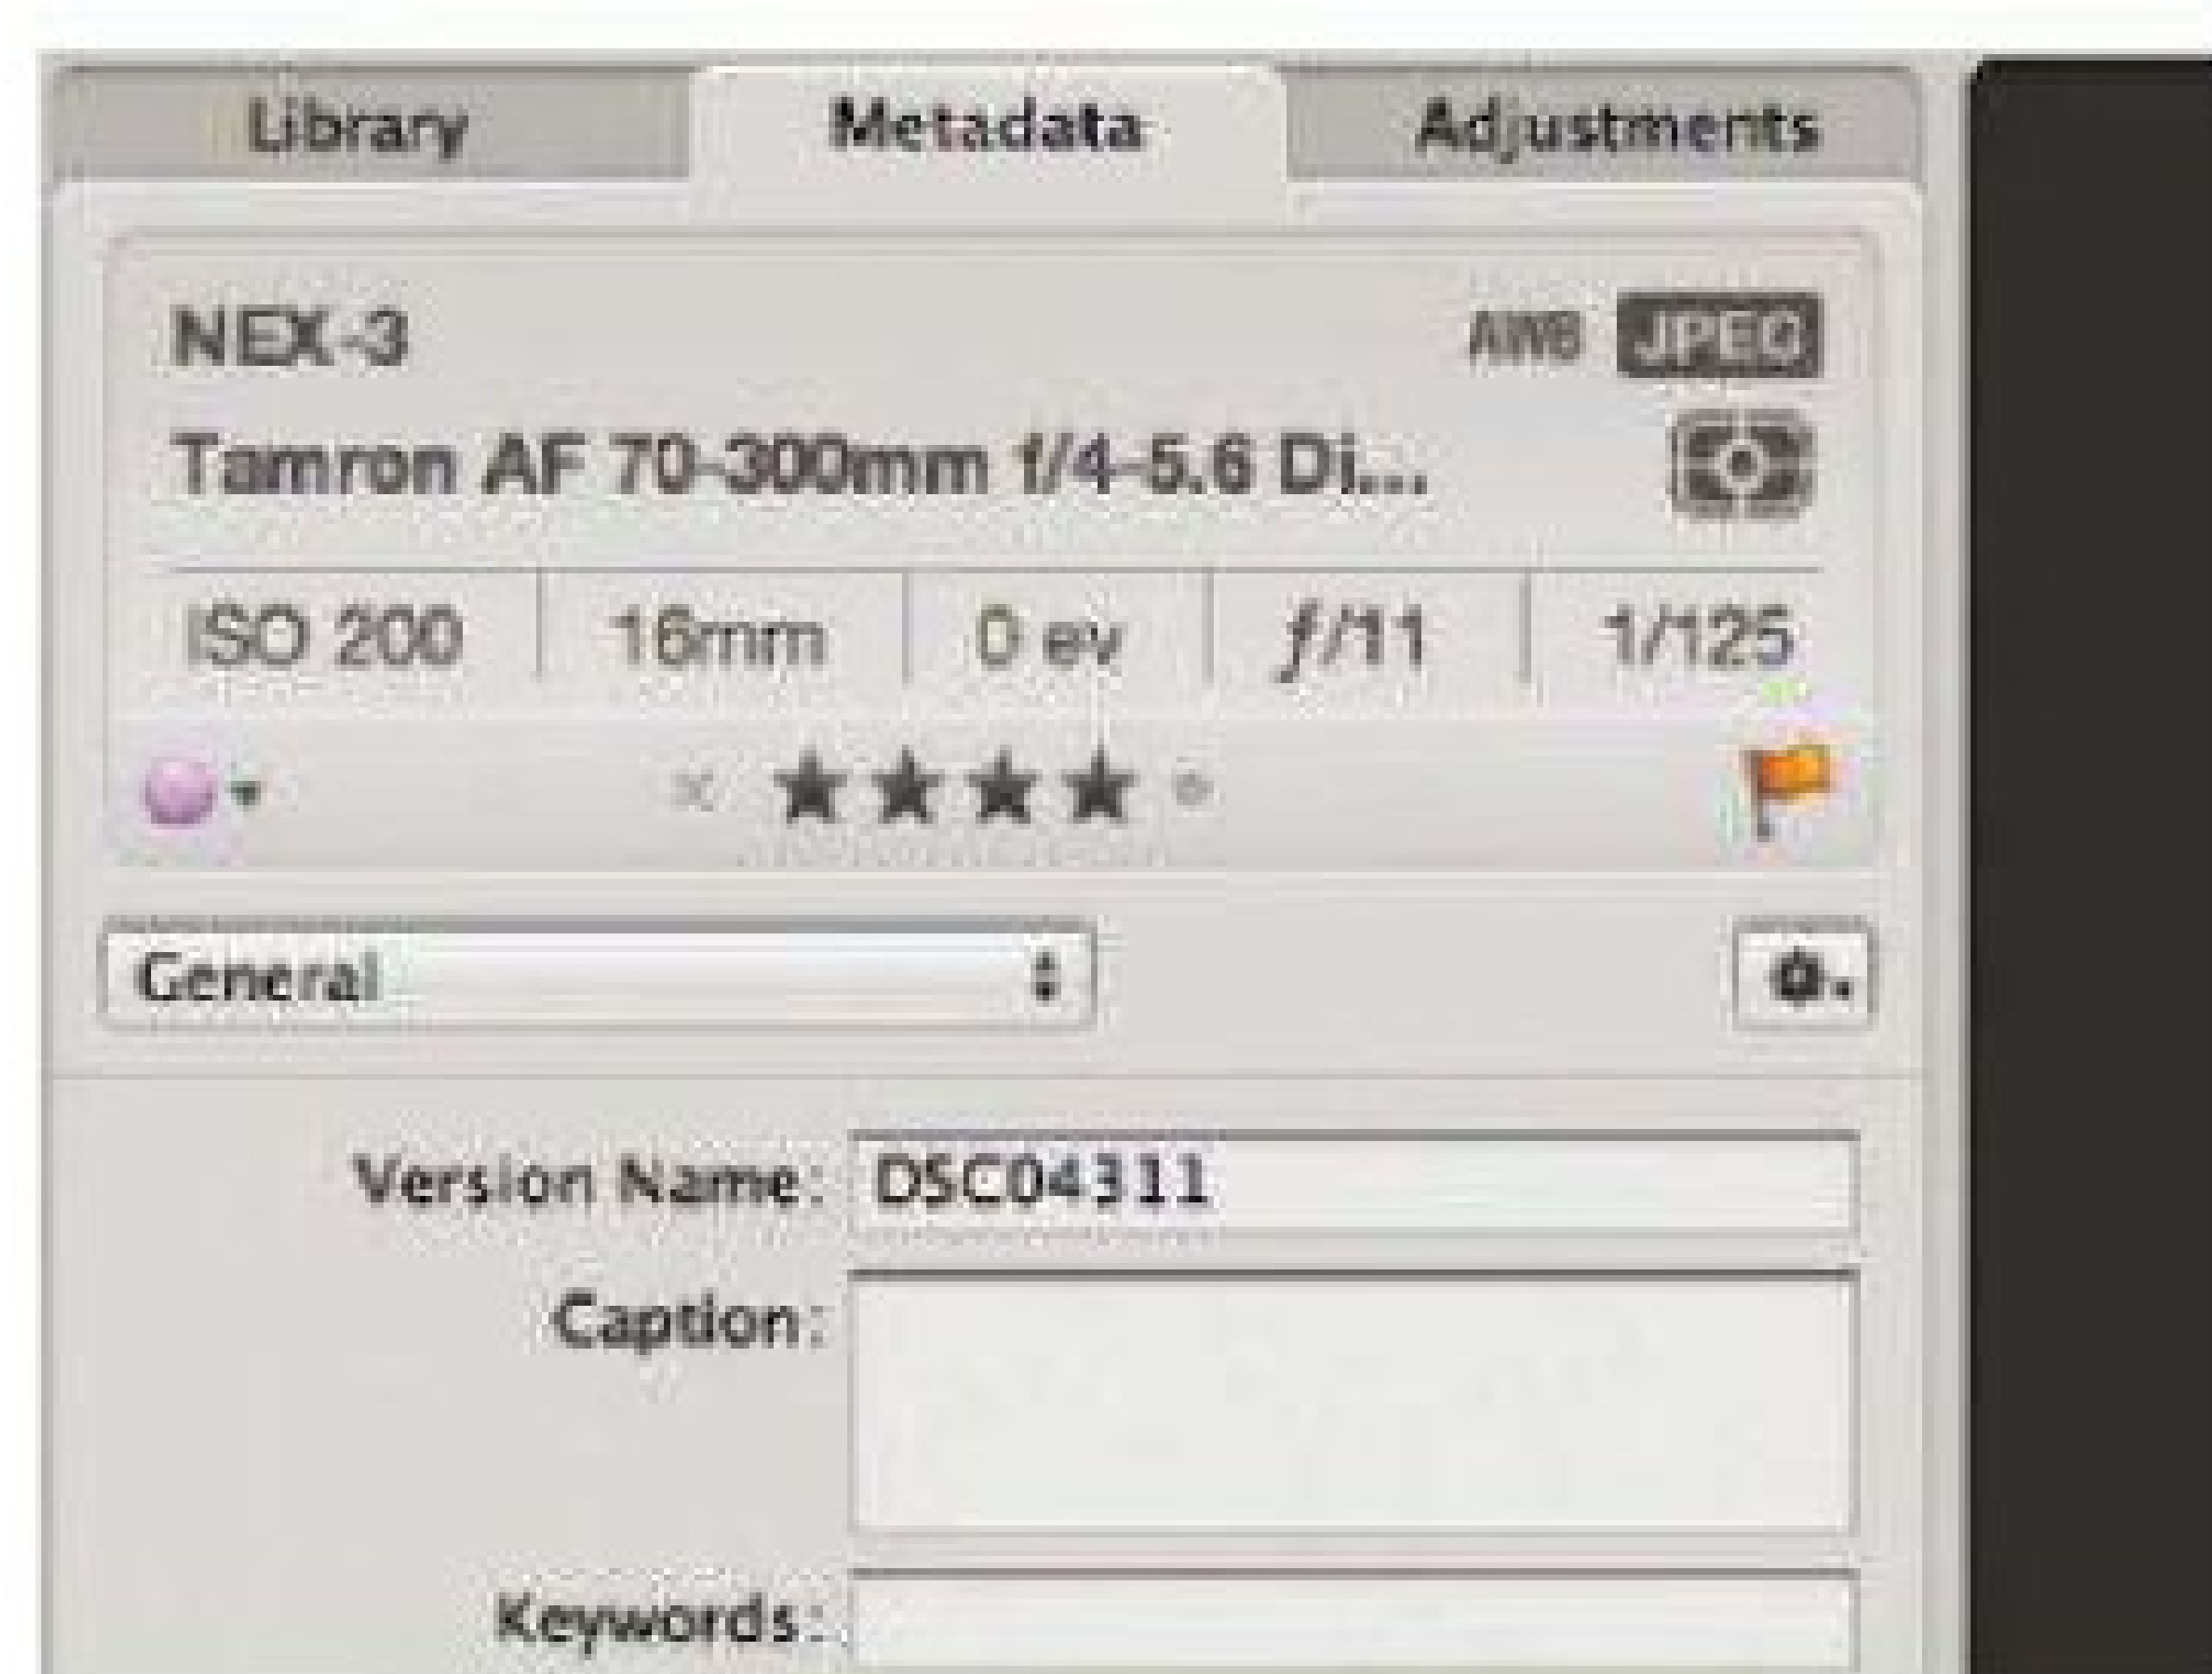 Library Metadata Adjustments
NEX-3 AWB JPEG
Tamron AF 70-300mm f/4-5.6 Di...
ISO 200 16mm 0 ev ƒ/11 1/125
General
Version Name: DSC04311
Caption:
Keywords: